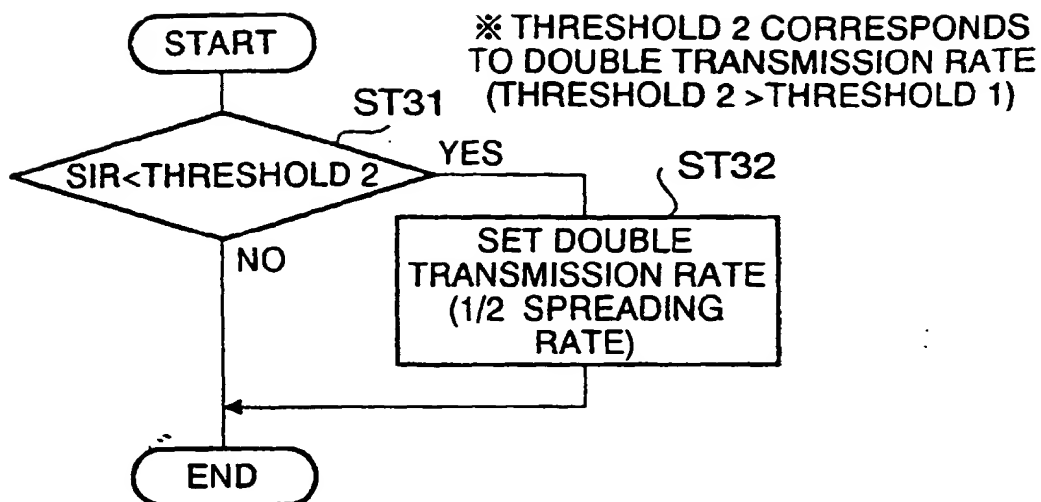 START
※ THRESHOLD 2 CORRESPONDS
TO DOUBLE TRANSMISSION RATE
(THRESHOLD 2 >THRESHOLD 1)
ST31
SIR<THRESHOLD 2
YES
ST32
NO
SET DOUBLE
TRANSMISSION RATE
(1/2 SPREADING
RATE)
END